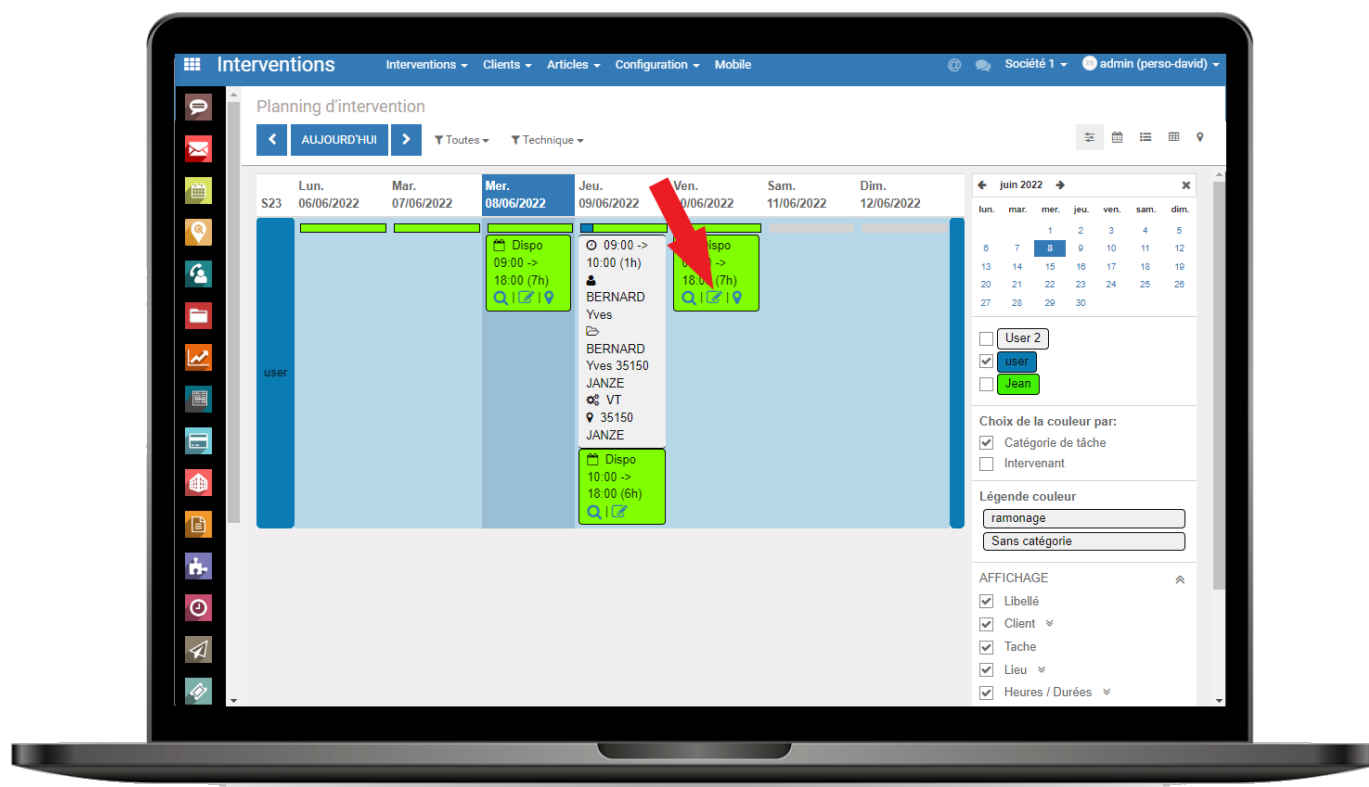 Interventions
Interventions Clients Articles Configuration Mobile
@ Société 1 admin (perso-david)
Planning d'intervention
AUJOURD'HUI
Toutes
Technique
S23
Lun.
06/06/2022
Mar.
07/06/2022
Mer.
08/06/2022
Jeu.
09/06/2022
Ven.
10/06/2022
Sam.
11/06/2022
Dim.
12/06/2022
user
Dispo
09:00 ->
18:00 (7h)
09:00 ->
10:00 (1h)
BERNARD
Yves
BERNARD
Yves 35150
JANZE
VT
35150
JANZE
Dispo
10:00 ->
18:00 (6h)
Dispo
18:00 (7h)
juin 2022
lun. mar. mer. jeu. ven. sam. dim.
1 2 3 4 5
6 7 8 9 10 11 12
13 14 15 16 17 18 19
20 21 22 23 24 25 26
27 28 29 30
User 2
user
Jean
Choix de la couleur par:
Catégorie de tâche
Intervenant
Légende couleur
ramonage
Sans catégorie
AFFICHAGE
Libellé
Client
Tache
Lieu
Heures / Durées